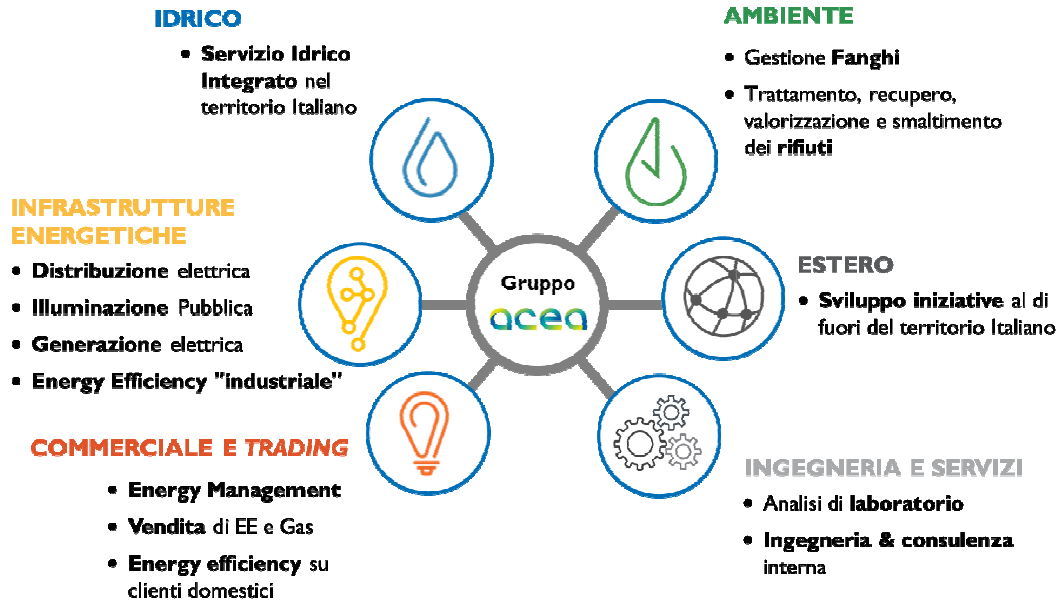 IDRICO
• Servizio Idrico
Integrato nel
territorio Italiano
AMBIENTE
• Gestione Fanghi
• Trattamento, recupero,
valorizzazione e smaltimento
dei rifiuti
INFRASTRUTTURE
ENERGETICHE
• Distribuzione elettrica
• Illuminazione Pubblica
• Generazione elettrica
• Energy Efficiency "industriale"
Gruppo
acea
ESTERO
• Sviluppo iniziative al di
fuori del territorio Italiano
COMMERCIALE E TRADING
• Energy Management
• Vendita di EE e Gas
• Energy efficiency su
clienti domestici
INGEGNERIA E SERVIZI
• Analisi di laboratorio
• Ingegneria & consulenza
interna